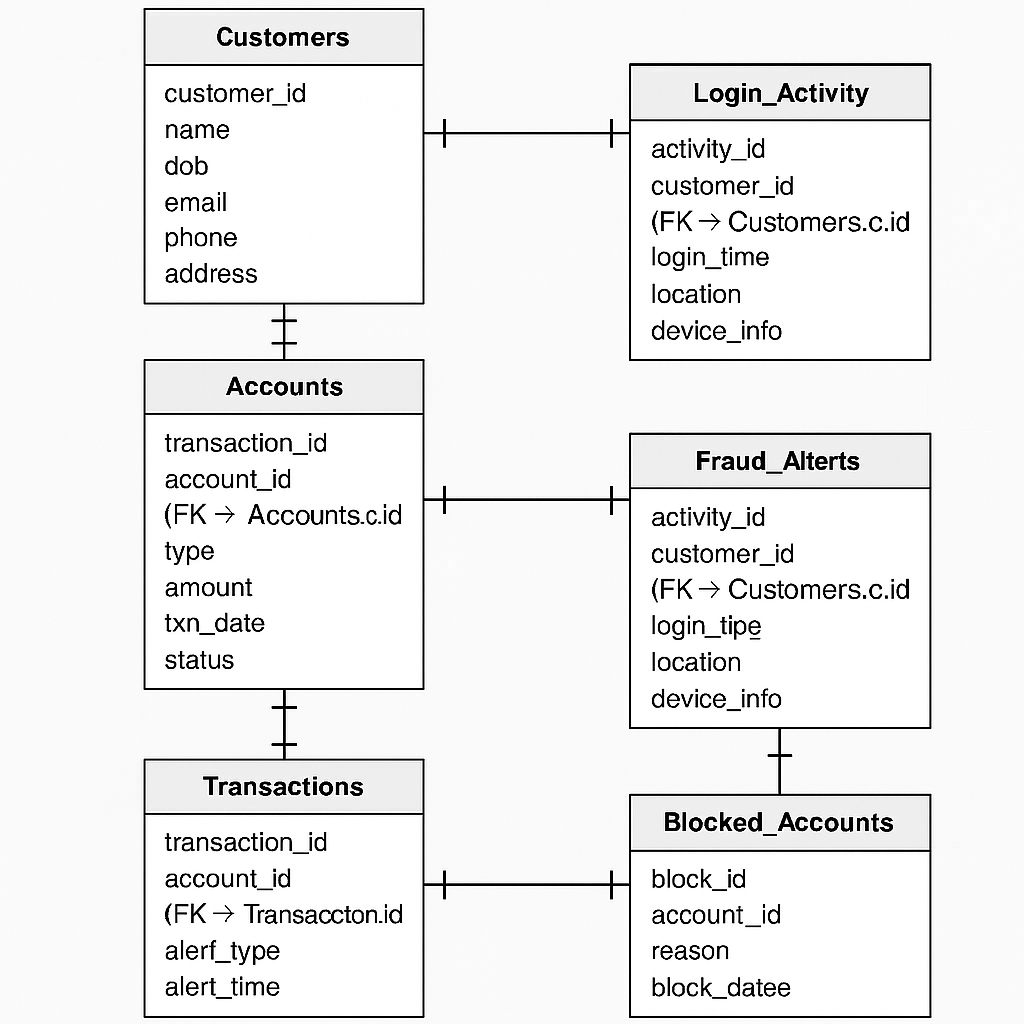 Customers
customer_id
name
dob
email
phone
address
Login_Activity
activity_id
customer_id
(FK → Customers.c.id
login_time
location
device_info
Accounts
transaction_id
account_id
(FK → Accounts.c.id
type
amount
txn_date
status
Fraud_Alterts
activity_id
customer_id
(FK → Customers.c.id
login_tipe
location
device_info
Transactions
transaction_id
account_id
(FK → Transaccton.id
alerf_type
alert_time
Blocked_Accounts
block_id
account_id
reason
block_datee